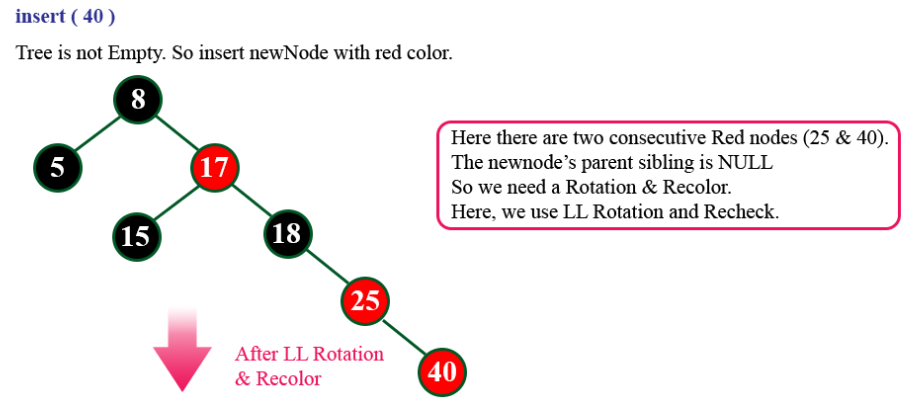 insert ( 40 )
Tree is not Empty. So insert newNode with red color.
8
5
17
15
18
25
40
Here there are two consecutive Red nodes (25 & 40).
The newnode's parent sibling is NULL
So we need a Rotation & Recolor.
Here, we use LL Rotation and Recheck.
After LL Rotation
& Recolor